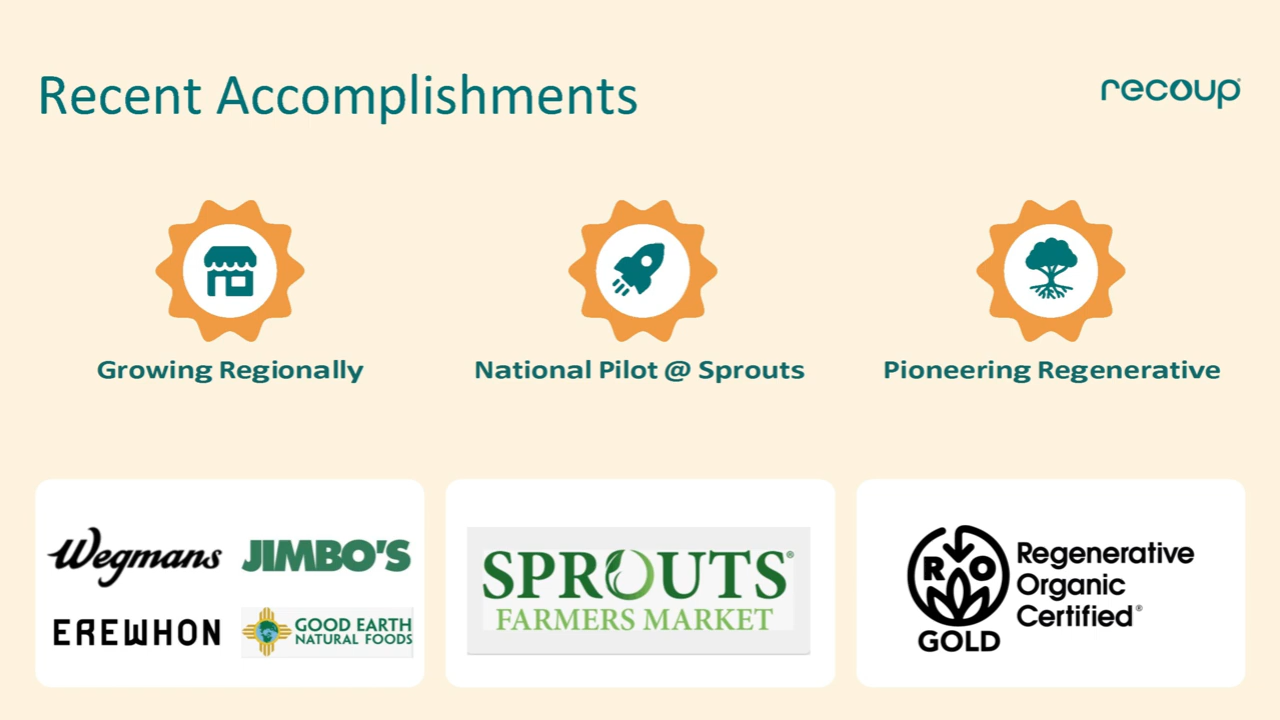 Recent Accomplishments
recoup®
Growing Regionally
National Pilot @ Sprouts
Pioneering Regenerative
Wegmans
JIMBO'S
EREWHON
GOOD EARTH
NATURAL FOODS
SPROUTS®
FARMERS MARKET
R O
GOLD
Regenerative
Organic
Certified®